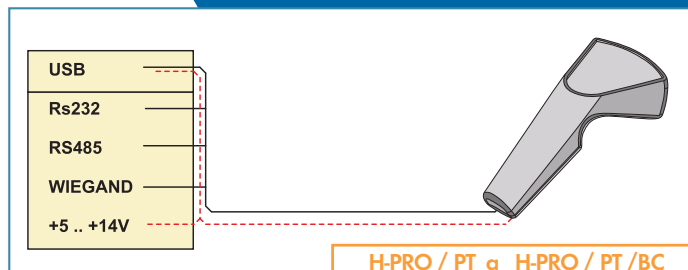 USB
Rs232
RS485
WIEGAND
+5 .. +14V
H-PRO / PT a H-PRO / PT /BC